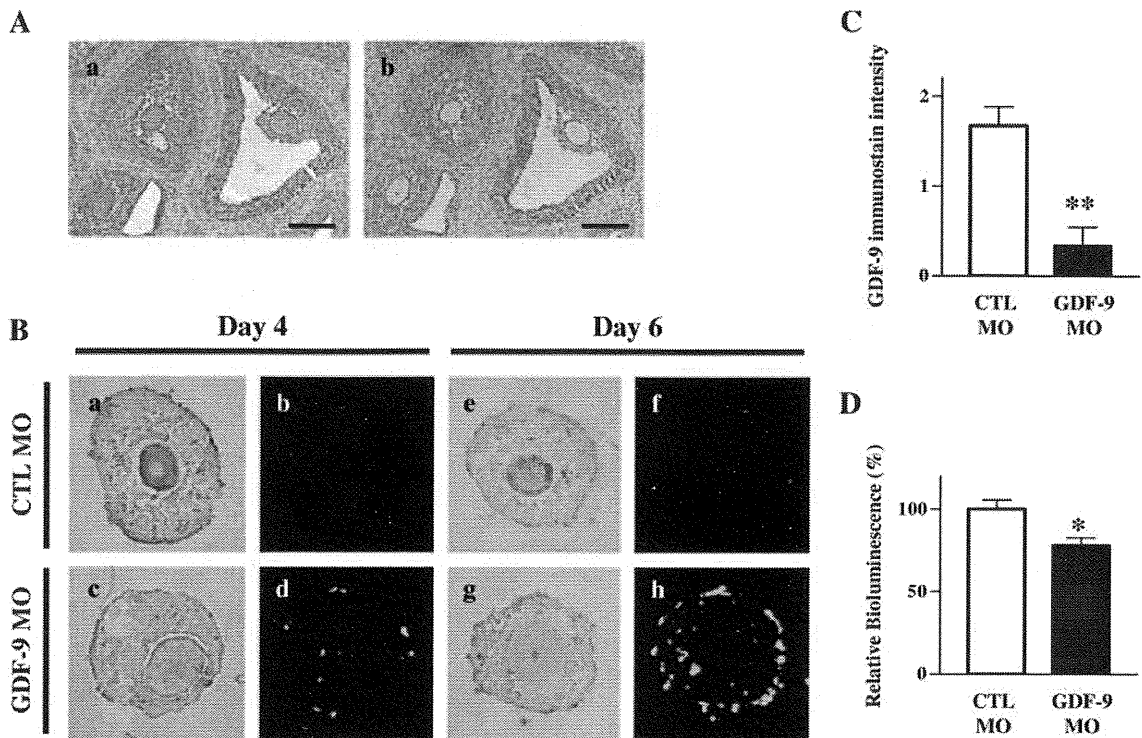 A
a
b
C
GDF-9 immunostain intensity
2
1
0
**
CTL
MO
GDF-9
MO
B
Day 4
Day 6
CTL MO
a
b
e
f
GDF-9 MO
c
d
g
h
D
Relative Bioluminescence (%)
100
50
0
*
CTL
MO
GDF-9
MO